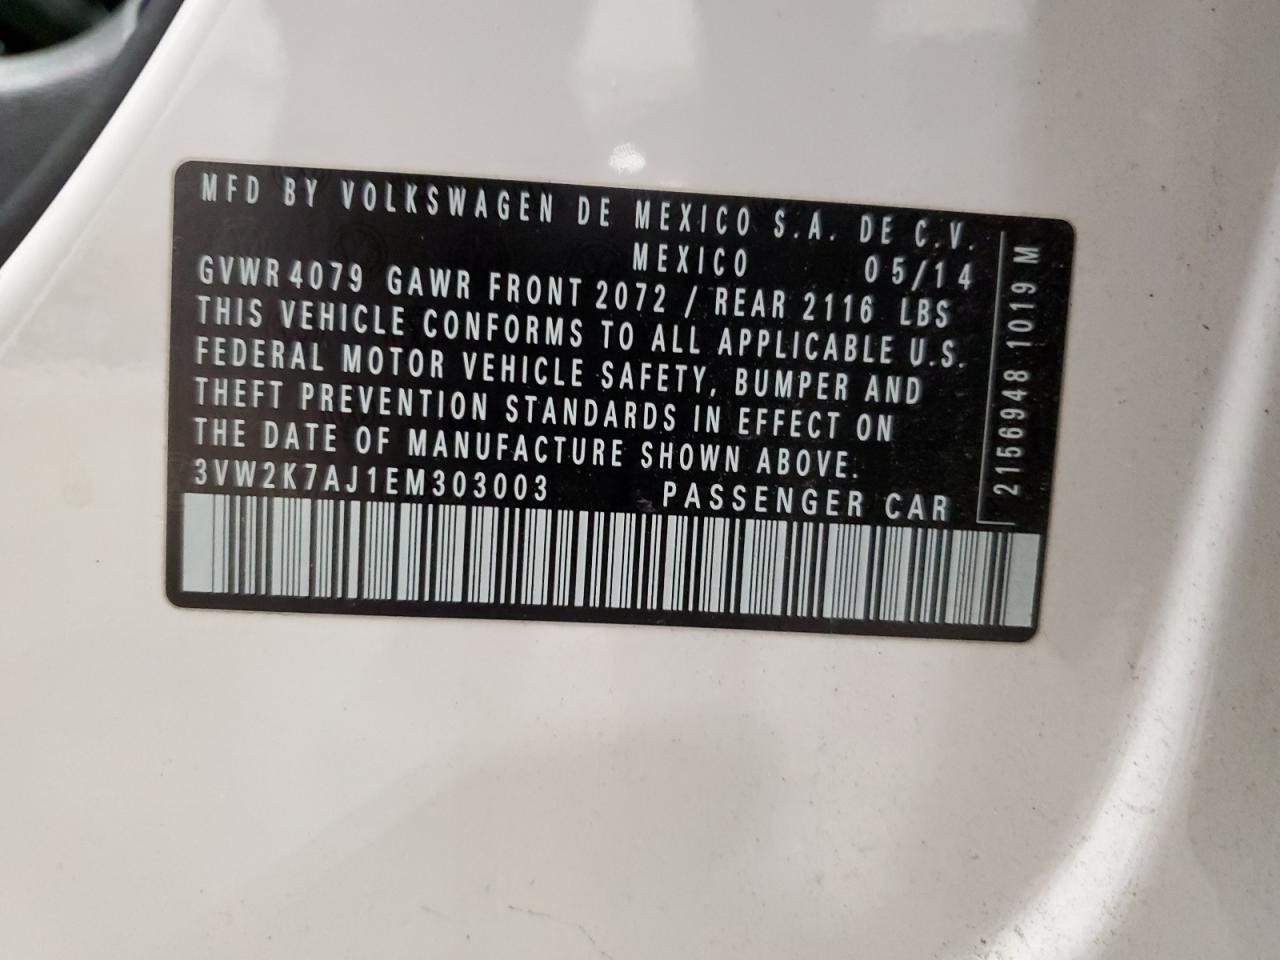 MFD BY VOLKSWAGEN DE MEXICO S.A. DE C.V.
MEXICO 05/14
GVWR 4079 GAWR FRONT 2072 / REAR 2116 LBS
THIS VEHICLE CONFORMS TO ALL APPLICABLE U.S.
FEDERAL MOTOR VEHICLE SAFETY, BUMPER AND
THEFT PREVENTION STANDARDS IN EFFECT ON
THE DATE OF MANUFACTURE SHOWN ABOVE.
3VW2K7AJ1EM303003 PASSENGER CAR
2156948 1019 M